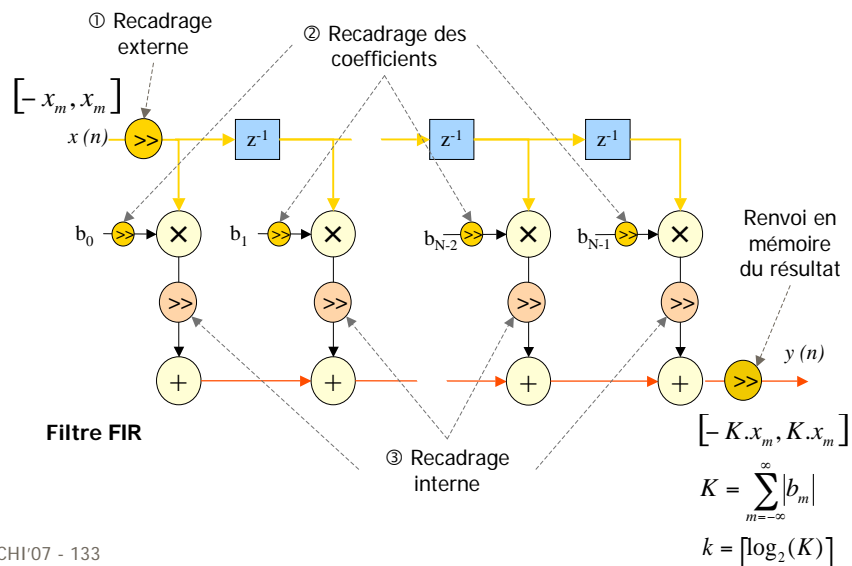 ① Recadrage
externe
② Recadrage des
coefficients
[- x_m, x_m]
x (n)
>>
z⁻¹
z⁻¹
z⁻¹
b_0
>>
×
b_1
>>
×
b_N-2
>>
×
b_N-1
>>
×
Renvoi en
mémoire
du résultat
>>
>>
>>
>>
+
+
+
+
>>
y (n)
Filtre FIR
③ Recadrage
interne
[- K.x_m, K.x_m]
K = ∑_{m=-∞}^{∞} |b_m|
k = ⌈log_2(K)⌉
CHI'07 - 133